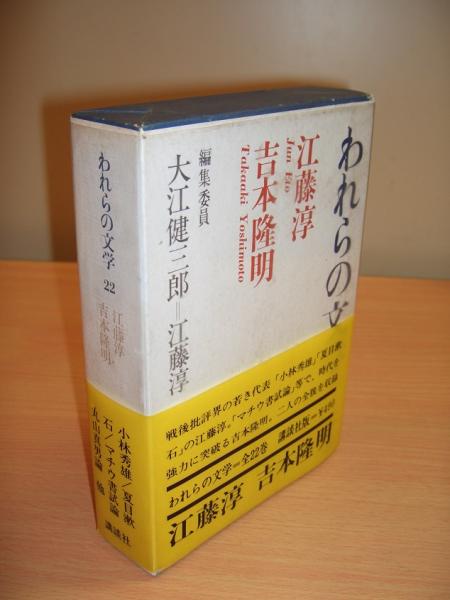 われらの文
江藤淳
Jun Eto
吉本隆明
Takaaki Yoshimoto
編集委員
大江健三郎=江藤淳
戦後批評界の若き代表「小林秀雄」「夏目漱
石」の江藤淳。「マチウ書試論」等で、時代を
強力に突破る吉本隆明。二人の全貌を収録
われらの文学=全22巻 講談社版=¥490
江藤淳 吉本隆明
われらの文学 22
江藤淳
吉本隆明
小林秀雄/夏目漱
石/マチウ書試論
丸山真男論 他
講談社